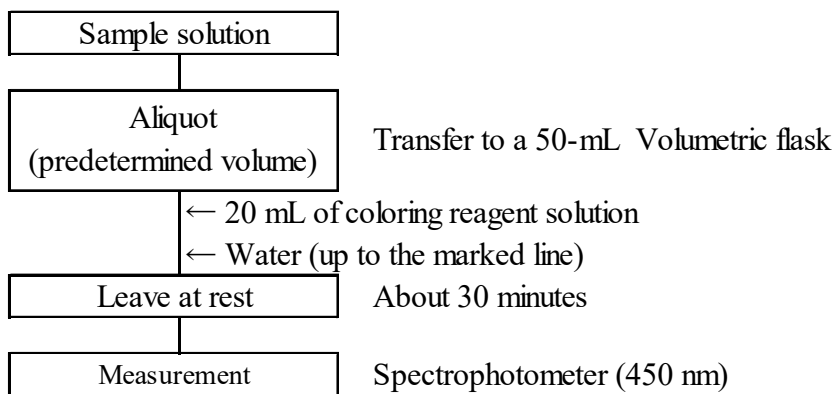 Sample solution
Aliquot
(predetermined volume)
Transfer to a 50-mL Volumetric flask
← 20 mL of coloring reagent solution
← Water (up to the marked line)
Leave at rest
About 30 minutes
Measurement
Spectrophotometer (450 nm)